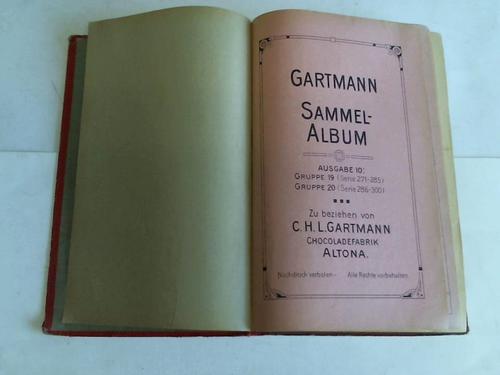 GARTMANN
SAMMEL-
ALBUM
AUSGABE 10:
GRUPPE 19 (Serie 271-285)
GRUPPE 20 (Serie 286-300)
Zu beziehen von
C.H.L.GARTMANN
CHOCOLADEFABRIK
ALTONA.
Nachdruck verboten – Alle Rechte vorbehalten.